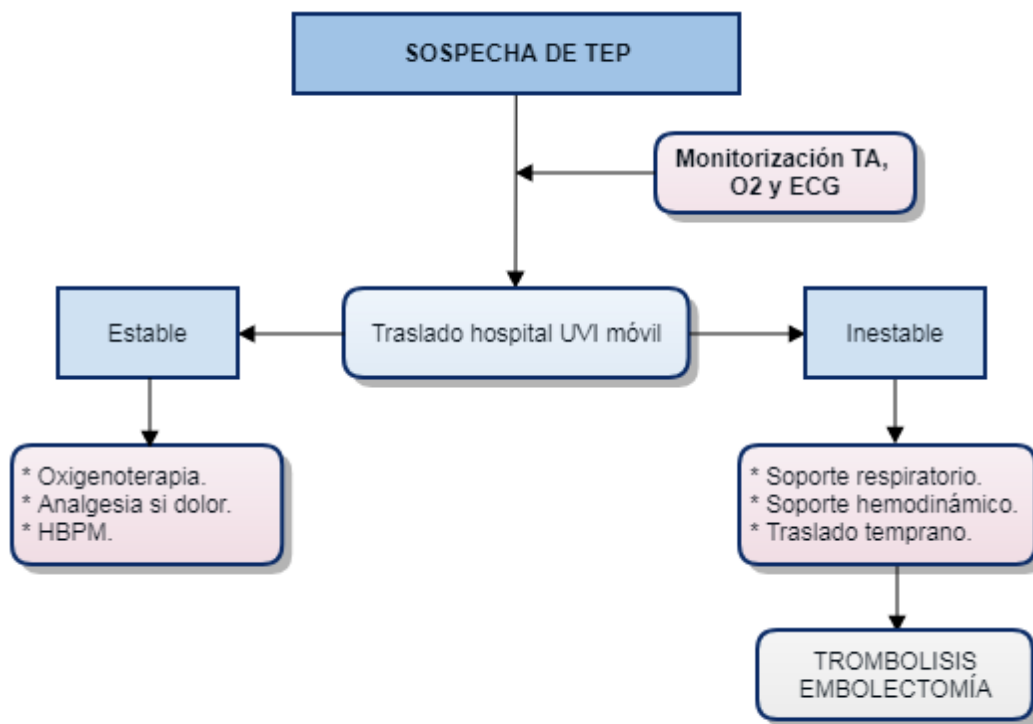 SOSPECHA DE TEP
Monitorización TA,
O2 y ECG
Estable
Traslado hospital UVI móvil
Inestable
* Oxigenoterapia.
* Analgesia si dolor.
* HBPM.
* Soporte respiratorio.
* Soporte hemodinámico.
* Traslado temprano.
TROMBOLISIS
EMBOLECTOMÍA